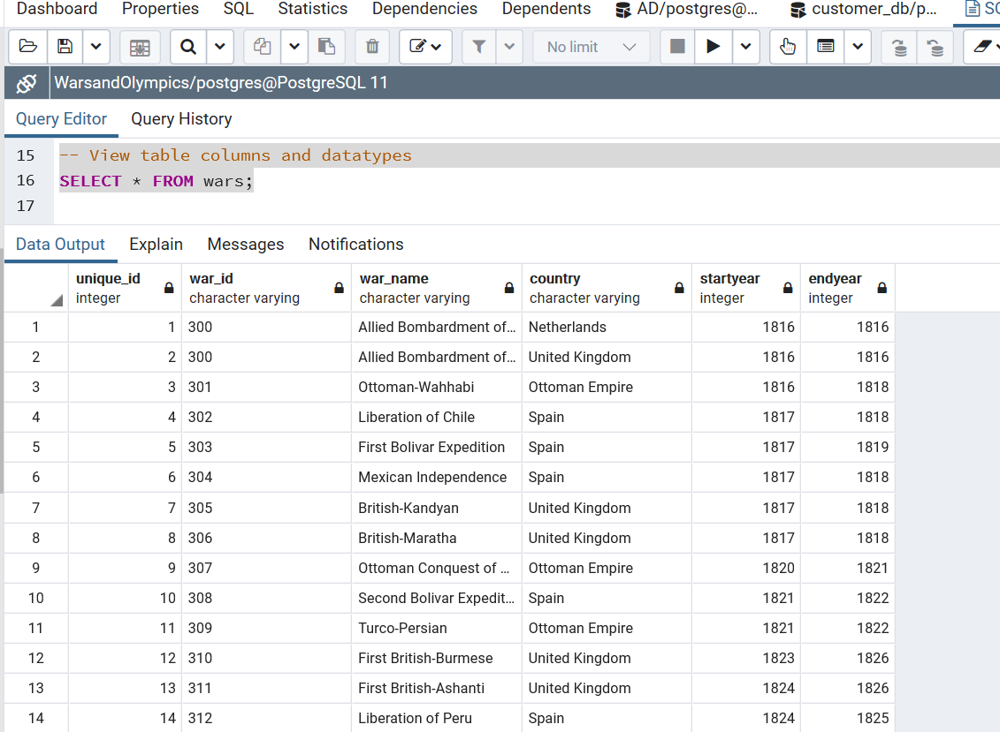 Dashboard Properties SQL Statistics Dependencies Dependents AD/postgres@... customer_db/p...
No limit
WarsandOlympics/postgres@PostgreSQL 11
Query Editor Query History
15 -- View table columns and datatypes
16 SELECT * FROM wars;
17
Data Output Explain Messages Notifications
unique_id war_id war_name country startyear endyear
integer character varying character varying character varying integer integer
1 1 300 Allied Bombardment of... Netherlands 1816 1816
2 2 300 Allied Bombardment of... United Kingdom 1816 1816
3 3 301 Ottoman-Wahhabi Ottoman Empire 1816 1818
4 4 302 Liberation of Chile Spain 1817 1818
5 5 303 First Bolivar Expedition Spain 1817 1819
6 6 304 Mexican Independence Spain 1817 1818
7 7 305 British-Kandyan United Kingdom 1817 1818
8 8 306 British-Maratha United Kingdom 1817 1818
9 9 307 Ottoman Conquest of ... Ottoman Empire 1820 1821
10 10 308 Second Bolivar Expedit... Spain 1821 1822
11 11 309 Turco-Persian Ottoman Empire 1821 1822
12 12 310 First British-Burmese United Kingdom 1823 1826
13 13 311 First British-Ashanti United Kingdom 1824 1826
14 14 312 Liberation of Peru Spain 1824 1825